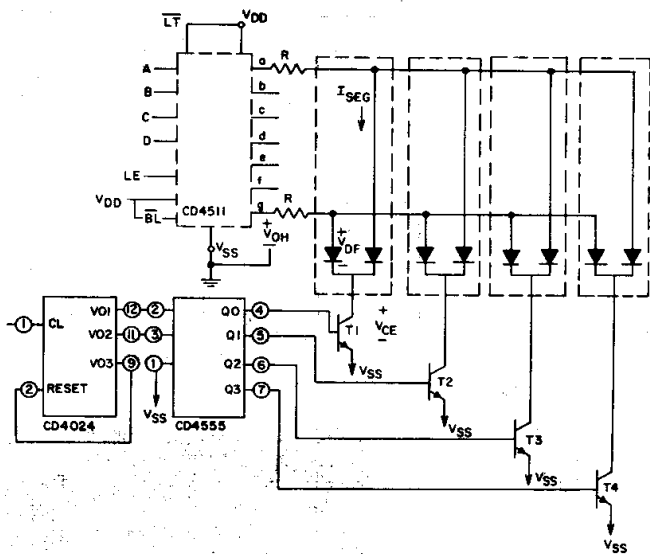 LT VDD
A a R
B b
C c
D d
LE e
f
VDD g R
BL CD4511
+ VOH -
VSS
ISEG
+ VDF -
1 CL VO1 12 2 Q0 4
VO2 11 3 Q1 5
VO3 9 1 Q2 6
2 RESET VSS Q3 7
CD4024 CD4555
T1 + VCE -
VSS
T2
VSS
T3
VSS
T4
VSS